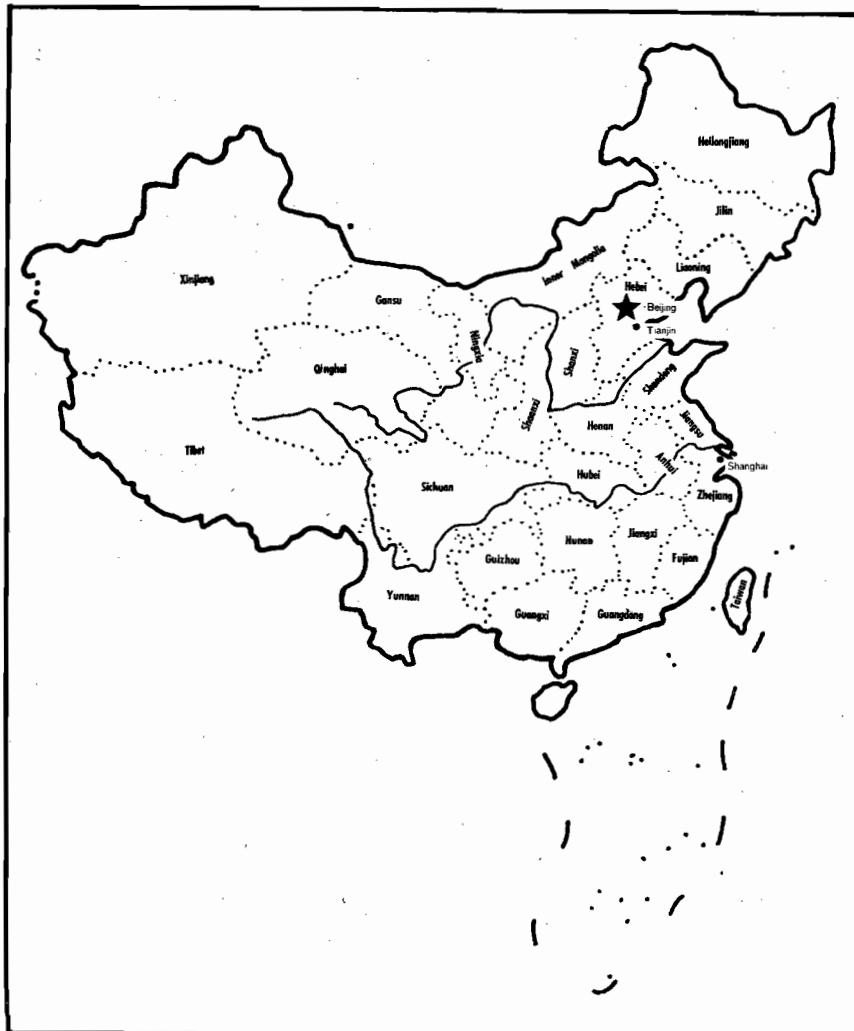 Heilongjiang
Jilin
Inner Mongolia
Liaoning
Xinjiang
Hebei
Gansu
Beijing
Tianjin
Ningxia
Shanxi
Qinghai
Shandong
Shaanxi
Jiangsu
Henan
Tibet
Anhui
Shanghai
Hubei
Sichuan
Zhejiang
Hunan
Jiangxi
Guizhou
Fujian
Yunnan
Taiwan
Guangxi
Guangdong